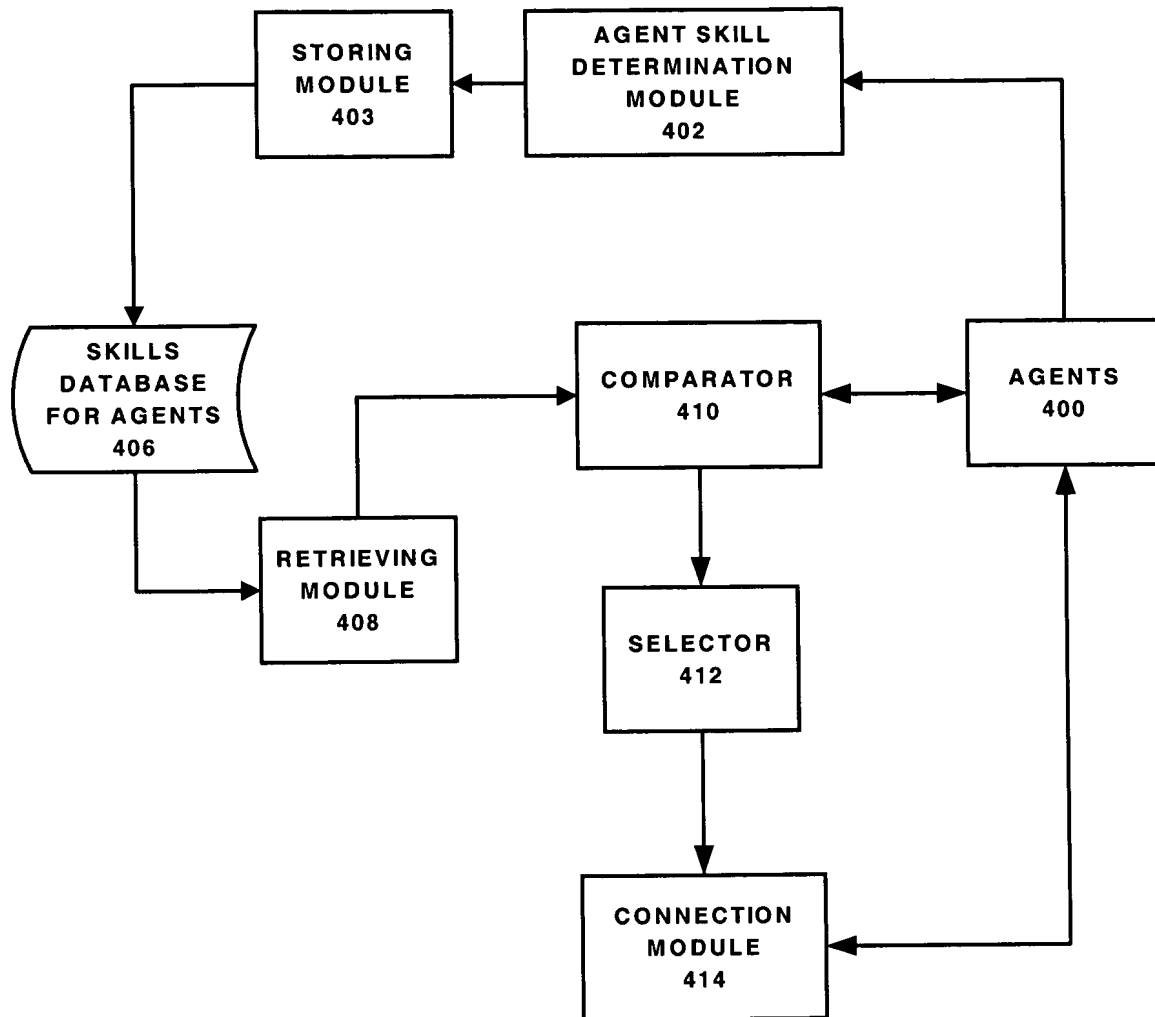 STORING
MODULE
403
AGENT SKILL
DETERMINATION
MODULE
402
SKILLS
DATABASE
FOR AGENTS
406
COMPARATOR
410
AGENTS
400
RETRIEVING
MODULE
408
SELECTOR
412
CONNECTION
MODULE
414